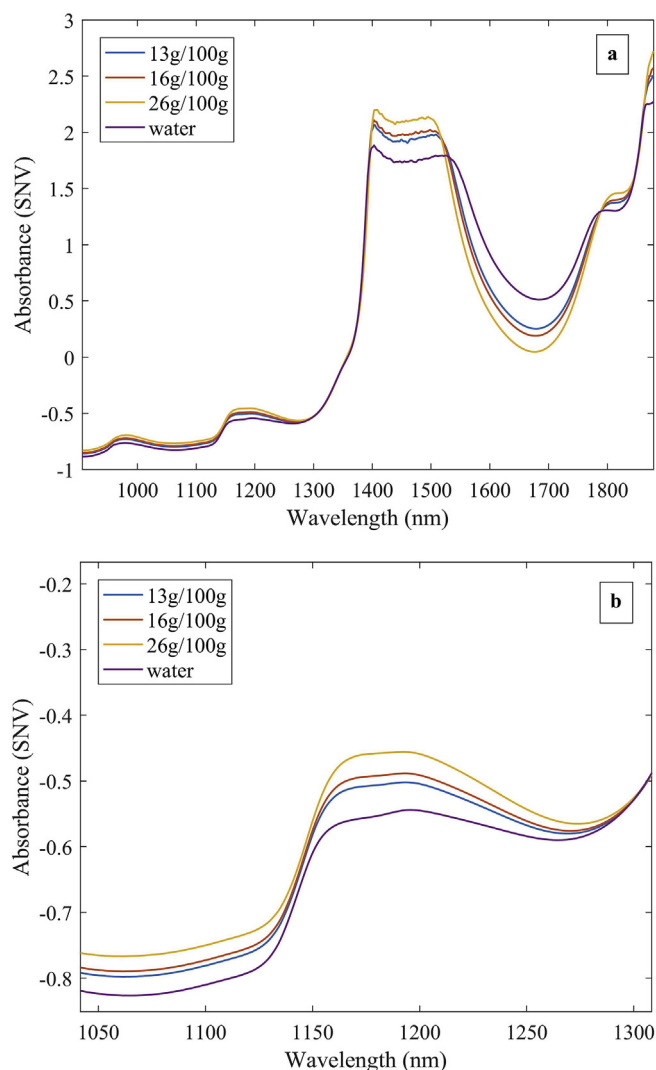 3
2.5
2
1.5
1
0.5
0
-0.5
-1
Absorbance (SNV)
13g/100g
16g/100g
26g/100g
water
a
1000 1100 1200 1300 1400 1500 1600 1700 1800
Wavelength (nm)
-0.2
-0.3
-0.4
-0.5
-0.6
-0.7
-0.8
Absorbance (SNV)
13g/100g
16g/100g
26g/100g
water
b
1050 1100 1150 1200 1250 1300
Wavelength (nm)